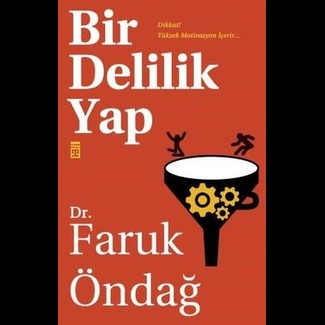 Bir
Delilik
Yap
Dikkat!
Yüksek Motivasyon İçerir...
Dr.
Faruk
Öndağ